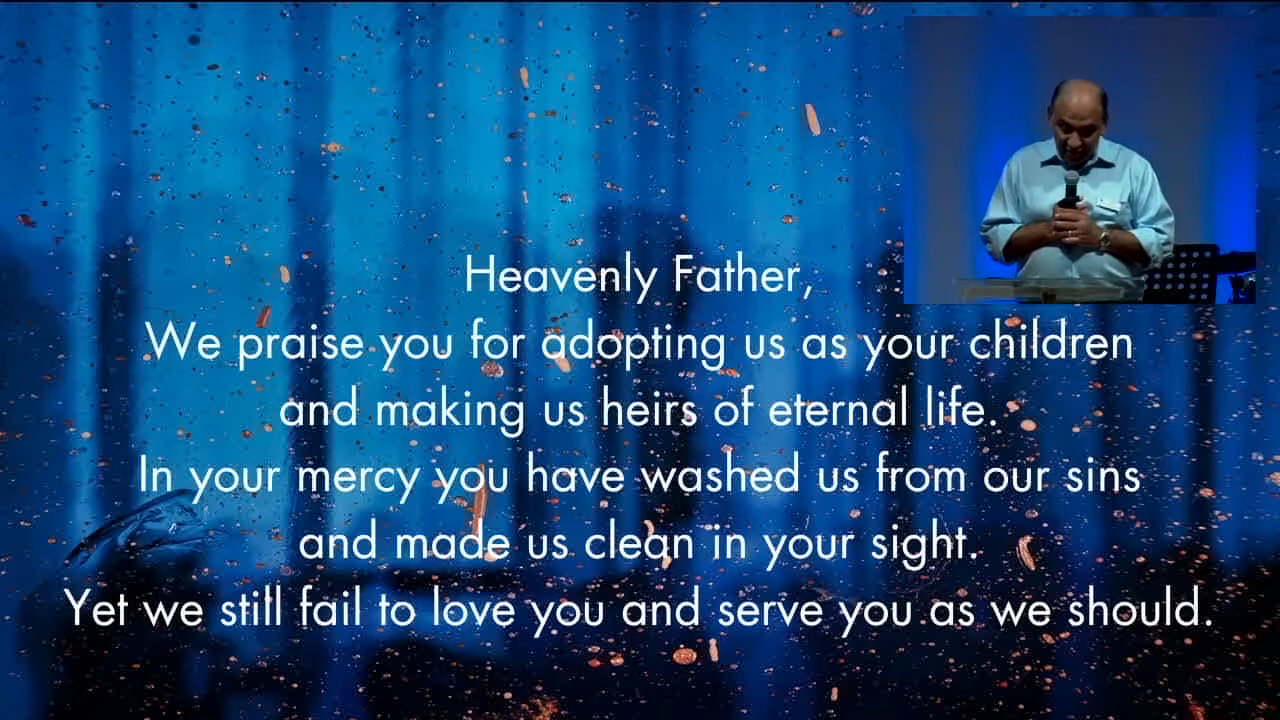 Heavenly Father,
We praise you for adopting us as your children
and making us heirs of eternal life.
In your mercy you have washed us from our sins
and made us clean in your sight.
Yet we still fail to love you and serve you as we should.